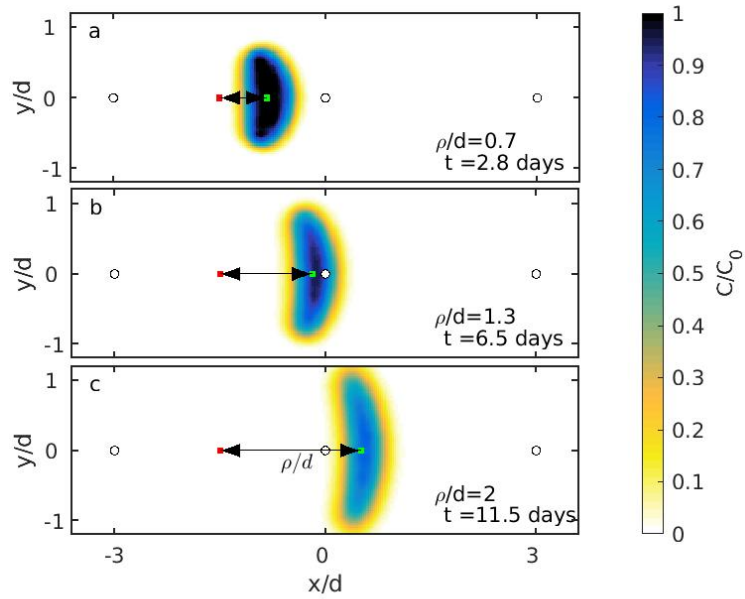 a
1
0
-1
y/d
ρ/d=0.7
t =2.8 days
b
1
0
-1
y/d
ρ/d=1.3
t =6.5 days
c
1
0
-1
y/d
ρ/d
ρ/d=2
t =11.5 days
-3
0
3
x/d
1
0.9
0.8
0.7
0.6
0.5
0.4
0.3
0.2
0.1
0
C/C₀